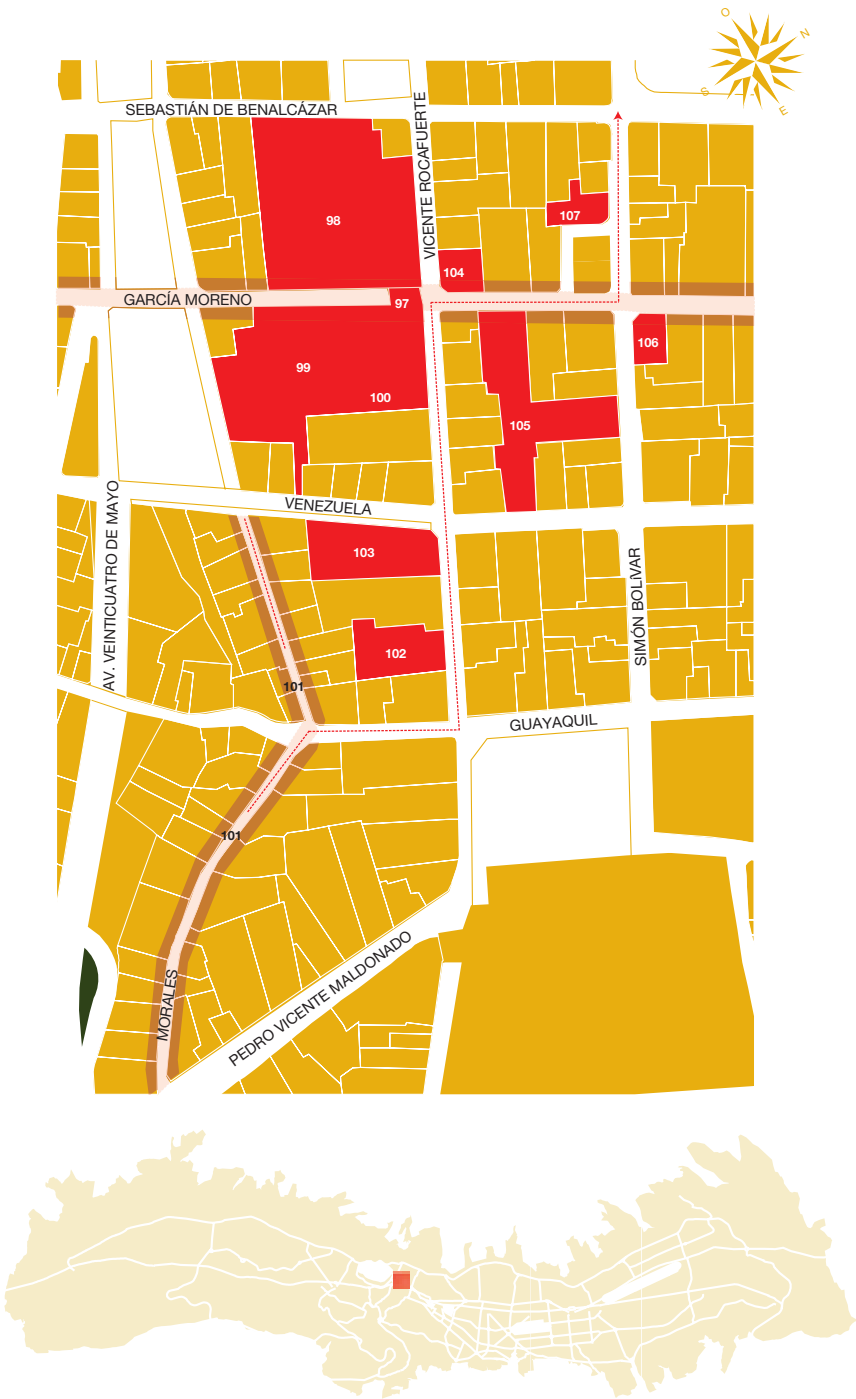 O
N
S
E
SEBASTIÁN DE BENALCÁZAR
VICENTE ROCAFUERTE
98
107
104
GARCÍA MORENO
97
106
99
100
105
VENEZUELA
AV. VEINTICUATRO DE MAYO
103
SIMÓN BOLIVAR
102
101
GUAYAQUIL
101
MORALES
PEDRO VICENTE MALDONADO